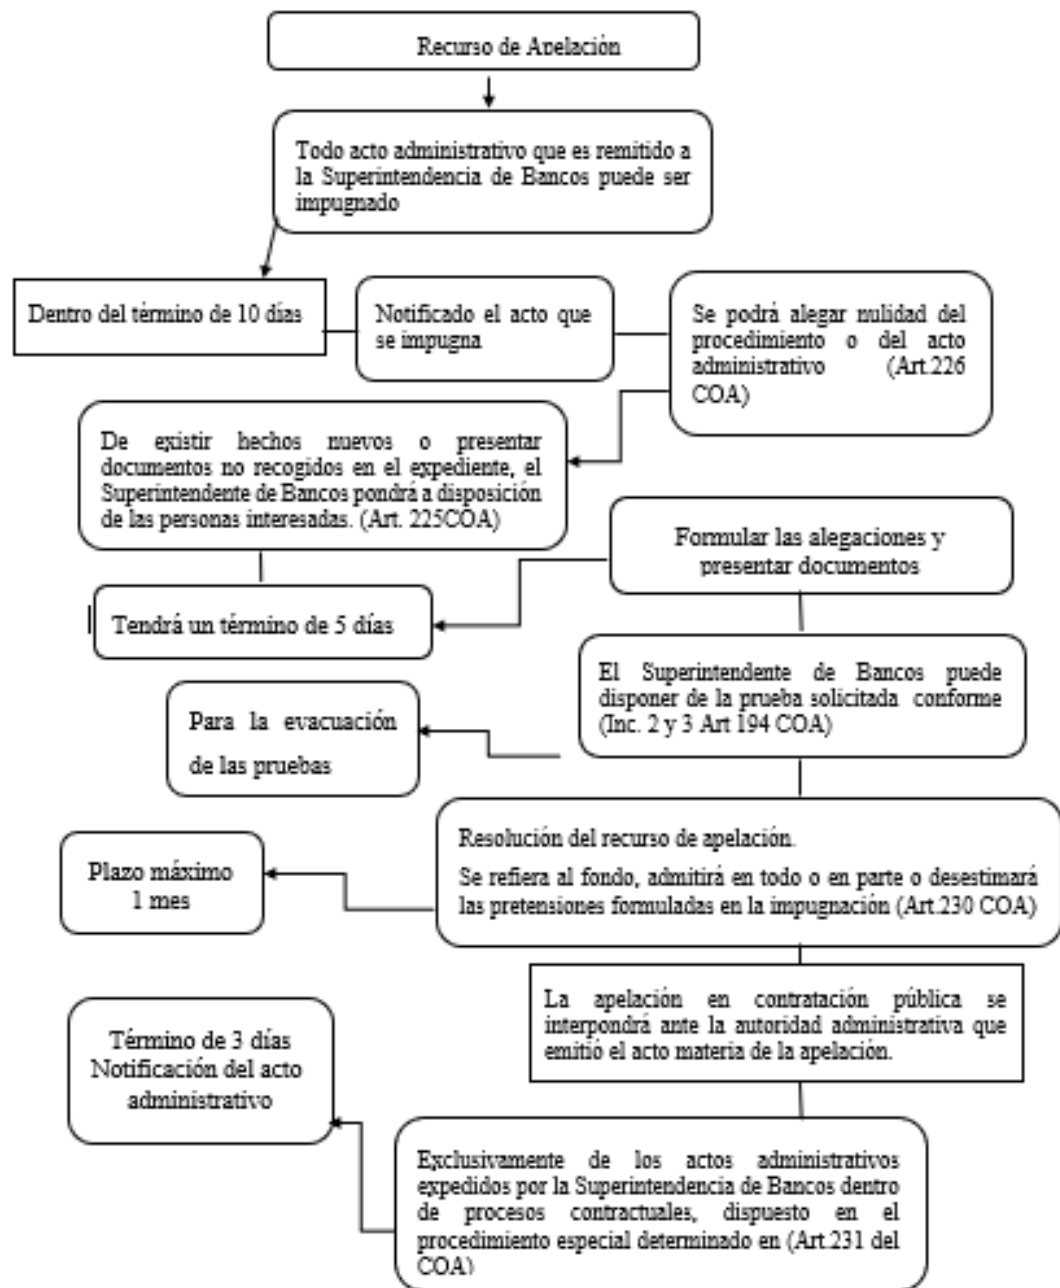 Recurso de Apelación
Todo acto administrativo que es remitido a
la Superintendencia de Bancos puede ser
impugnado
Dentro del término de 10 días
Notificado el acto que
se impugna
Se podrá alegar nulidad del
procedimiento o del acto
administrativo (Art.226
COA)
De existir hechos nuevos o presentar
documentos no recogidos en el expediente, el
Superintendente de Bancos pondrá a disposición
de las personas interesadas. (Art. 225COA)
Formular las alegaciones y
presentar documentos
Tendrá un término de 5 días
El Superintendente de Bancos puede
disponer de la prueba solicitada conforme
(Inc. 2 y 3 Art 194 COA)
Para la evacuación
de las pruebas
Resolución del recurso de apelación.
Se refiera al fondo, admitirá en todo o en parte o desestimará
las pretensiones formuladas en la impugnación (Art.230 COA)
Plazo máximo
1 mes
La apelación en contratación pública se
interpondrá ante la autoridad administrativa que
emitió el acto materia de la apelación.
Término de 3 días
Notificación del acto
administrativo
Exclusivamente de los actos administrativos
expedidos por la Superintendencia de Bancos dentro
de procesos contractuales, dispuesto en el
procedimiento especial determinado en (Art.231 del
COA)